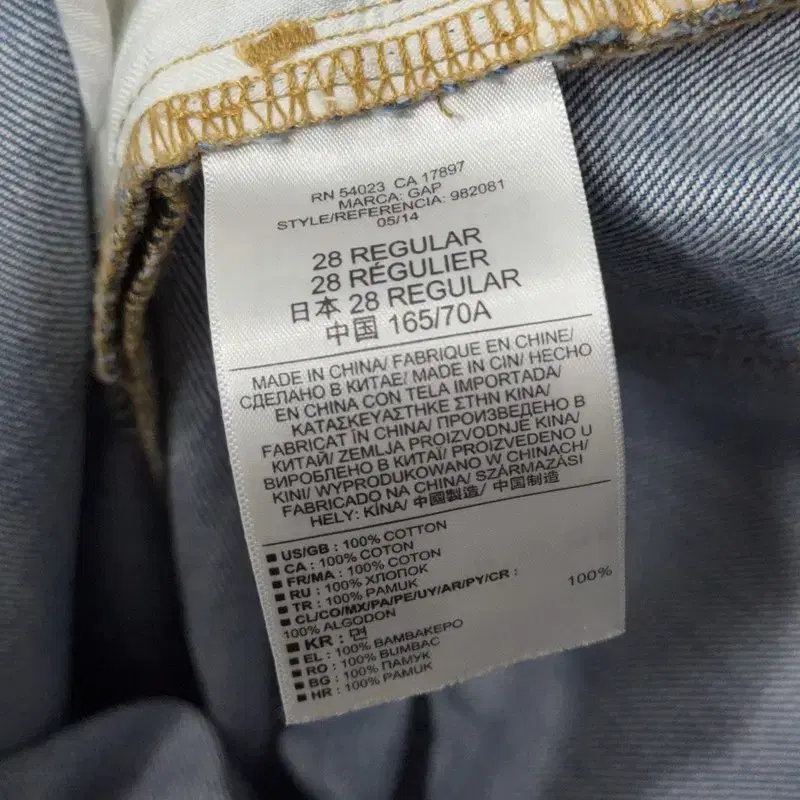 RN 54023 CA 17897
MARCA: GAP
STYLE/REFERENCIA: 982081
05/14
28 REGULAR
28 RÉGULIER
日本 28 REGULAR
中国 165/70A
MADE IN CHINA/ FABRIQUE EN CHINE/
СДЕЛАНО В КИТАЕ/ MADE IN CIN/ HECHO
EN CHINA CON TELA IMPORTADA/
ΚΑΤΑΣΚΕΥΑΣΤΗΚΕ ΣΤΗΝ ΚΙΝΑ/
FABRICAT ÎN CHINA/ ПРОИЗВЕДЕНО В
КИТАЙ/ ZEMLJA PROIZVODNJE KINA/
ВИРОБЛЕНО В КИТАЇ/ PROIZVEDENO U
KINI/ WYPRODUKOWANO W CHINACH/
FABRICADO NA CHINA/ SZÁRMAZÁSI
HELY: KÍNA/ 中國製造/ 中国制造
US/GB : 100% COTTON
CA : 100% COTON
FR/MA : 100% COTON
RU : 100% ХЛОПОК
TR : 100% PAMUK
CL/CO/MX/PA/PE/UY/AR/PY/CR : 100%
100% ALGODON
KR : 면
EL : 100% ΒΑΜΒΑΚΕΡΟ
RO : 100% BUMBAC
BG : 100% ПАМУК
HR : 100% PAMUK